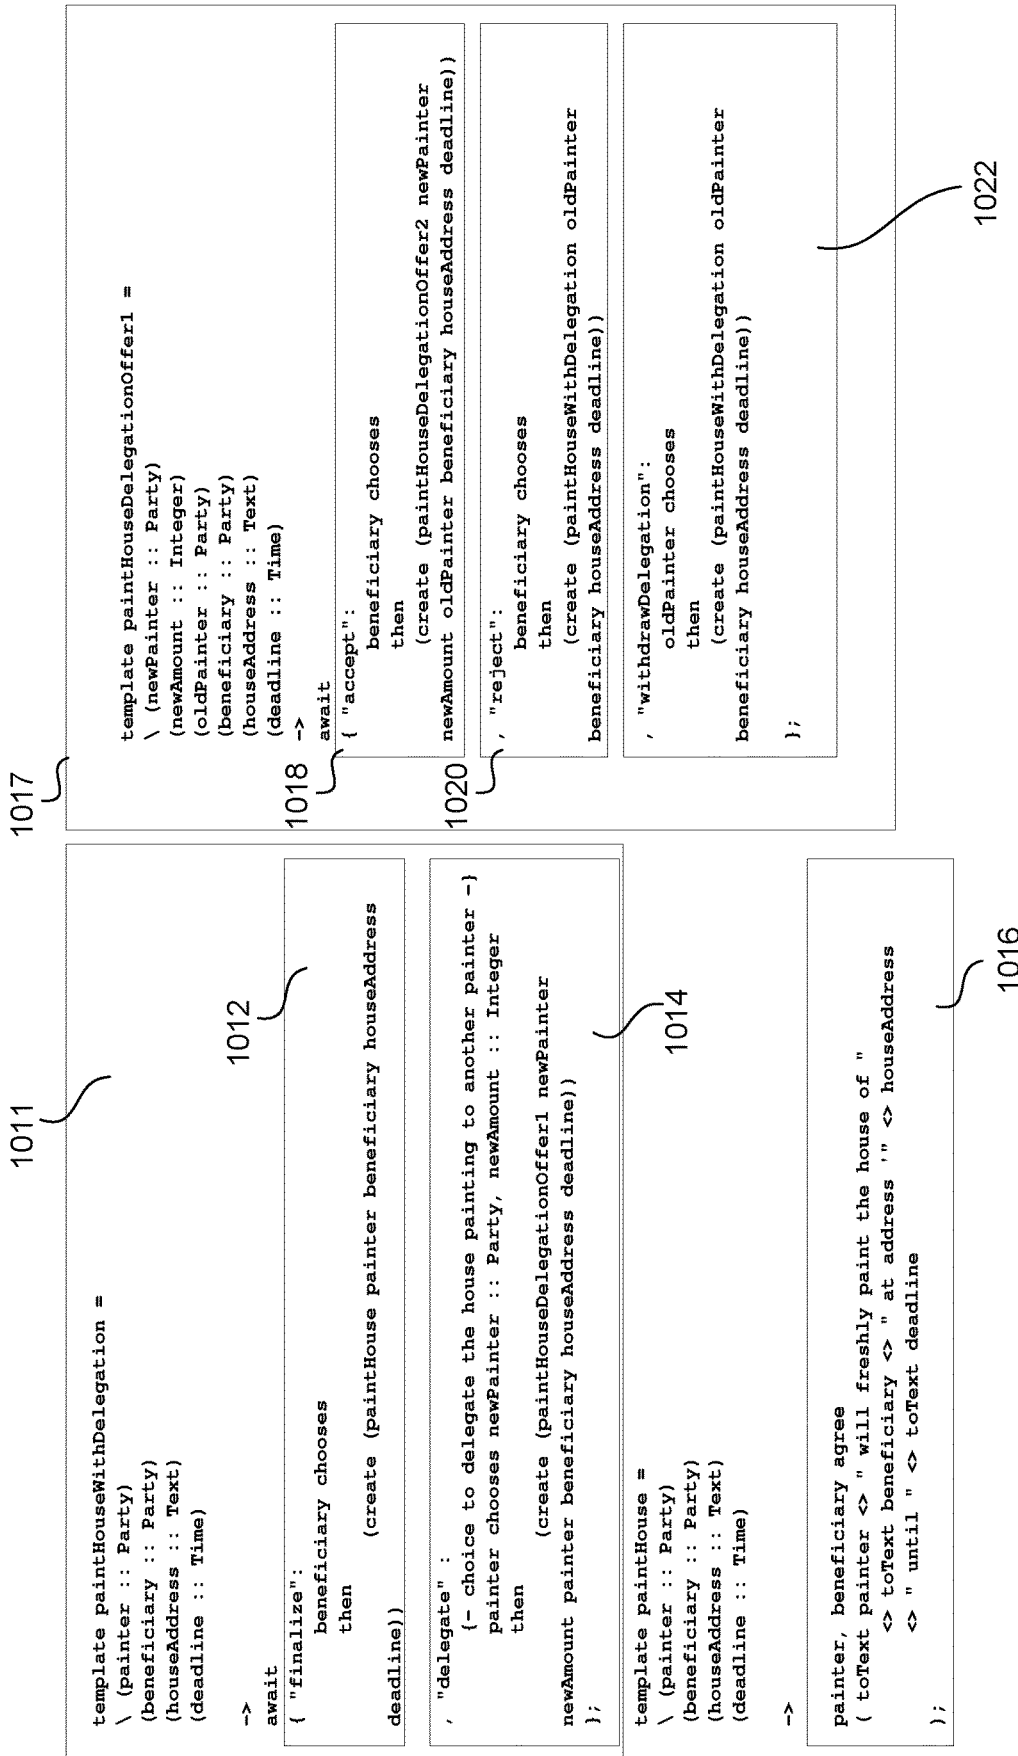 1011
template paintHouseWithDelegation =
\ (painter :: Party)
(beneficiary :: Party)
(houseAddress :: Text)
(deadline :: Time)
->
await
1012
{ "finalize":
beneficiary chooses
then
(create (paintHouse painter beneficiary houseAddress
deadline))
, "delegate" :
{- choice to delegate the house painting to another painter -}
painter chooses newPainter :: Party, newAmount :: Integer
then
(create (paintHouseDelegationOffer1 newPainter
newAmount painter beneficiary houseAddress deadline))
};
1014
template paintHouse =
\ (painter :: Party)
(beneficiary :: Party)
(houseAddress :: Text)
(deadline :: Time)
->
painter, beneficiary agree
( toText painter <> " will freshly paint the house of "
<> toText beneficiary <> " at address '" <> houseAddress
<> " until " <> toText deadline
);
1016
1017
template paintHouseDelegationOffer1 =
\ (newPainter :: Party)
(newAmount :: Integer)
(oldPainter :: Party)
(beneficiary :: Party)
(houseAddress :: Text)
(deadline :: Time)
->
await
1018
{ "accept":
beneficiary chooses
then
(create (paintHouseDelegationOffer2 newPainter
newAmount oldPainter beneficiary houseAddress deadline))
1020
, "reject":
beneficiary chooses
then
(create (paintHouseWithDelegation oldPainter
beneficiary houseAddress deadline))
, "withdrawDelegation":
oldPainter chooses
then
(create (paintHouseWithDelegation oldPainter
beneficiary houseAddress deadline))
};
1022